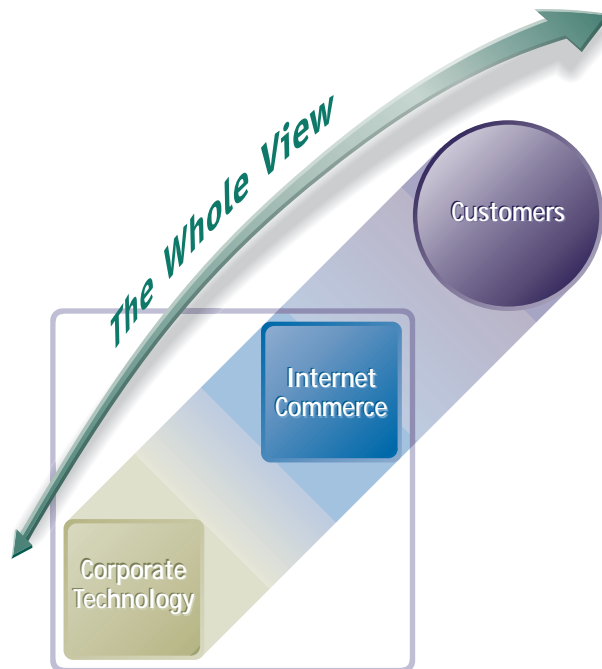 The Whole View
Customers
Internet
Commerce
Corporate
Technology